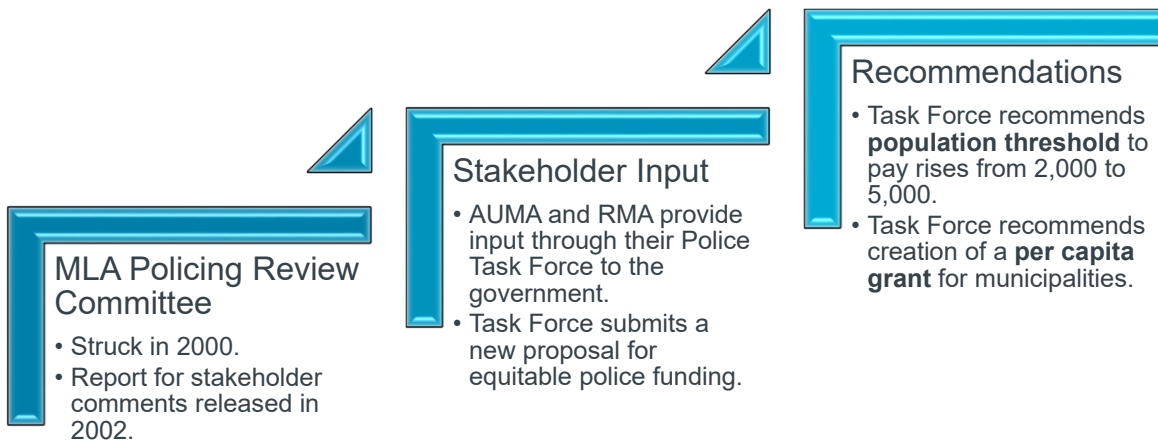 MLA Policing Review
Committee
• Struck in 2000.
• Report for stakeholder
comments released in
2002.
Stakeholder Input
• AUMA and RMA provide
input through their Police
Task Force to the
government.
• Task Force submits a
new proposal for
equitable police funding.
Recommendations
• Task Force recommends
population threshold to
pay rises from 2,000 to
5,000.
• Task Force recommends
creation of a per capita
grant for municipalities.